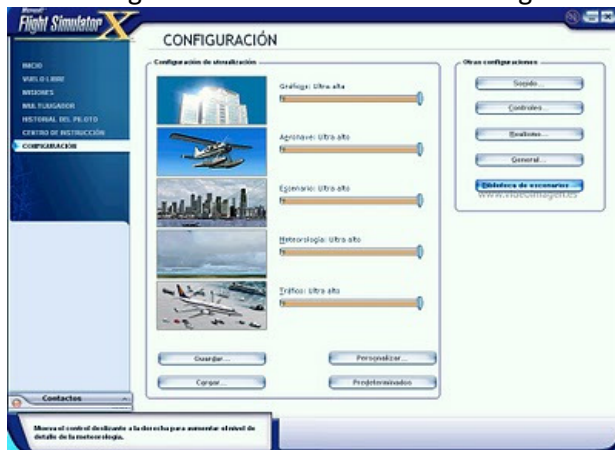 Microsoft
Flight Simulator X
CONFIGURACIÓN
INICIO
VUELO LIBRE
MISIONES
MULTIJUGADOR
HISTORIAL DEL PILOTO
CENTRO DE INSTRUCCIÓN
CONFIGURACIÓN
Configuración de visualización
Gráficos: Ultra alta
Aeronave: Ultra alto
Escenario: Ultra alto
Meteorología: Ultra alto
Tráfico: Ultra alto
Guardar...
Personalizar...
Cargar...
Predeterminados
Otras configuraciones
Sonido...
Controles...
Realismo...
General...
Biblioteca de escenarios...
www.videoimagen.es
Contactos
Mueva el control deslizante a la derecha para aumentar el nivel de
detalle de la meteorología.